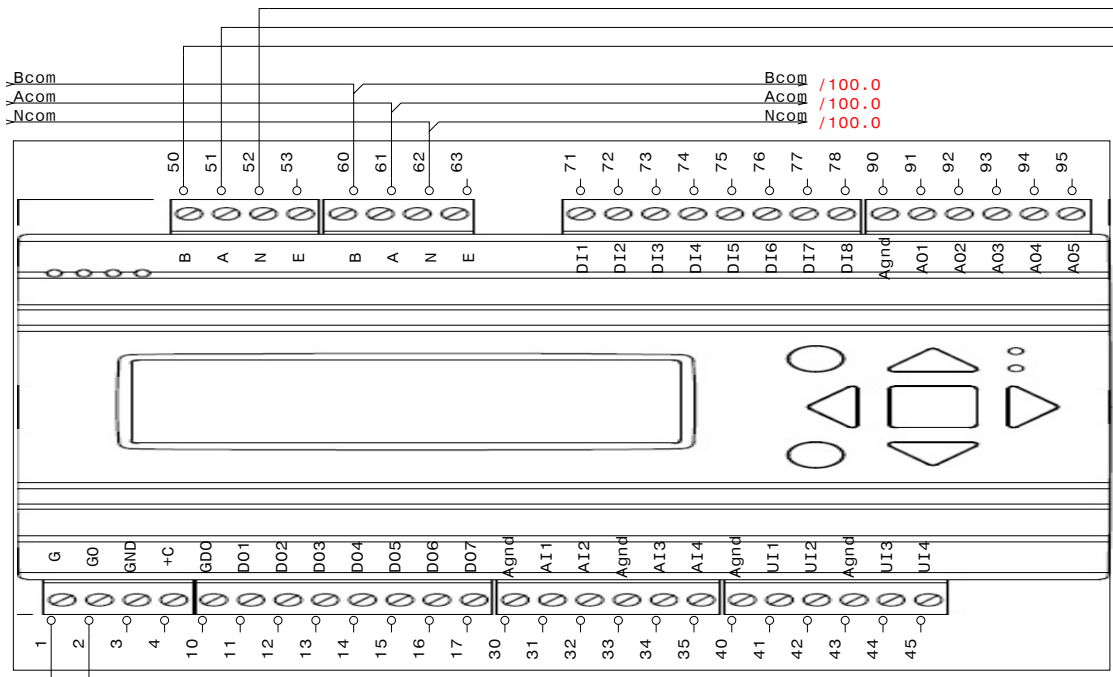 Bcom Bcom /100.0
Acom Acom /100.0
Ncom Ncom /100.0
50 51 52 53 60 61 62 63 71 72 73 74 75 76 77 78 90 91 92 93 94 95
B A N E B A N E DI1 DI2 DI3 DI4 DI5 DI6 DI7 DI8 Agnd AO1 AO2 AO3 AO4 AO5
G G0 GND +C GDO DO1 DO2 DO3 DO4 DO5 DO6 DO7 Agnd AI1 AI2 Agnd AI3 AI4 Agnd UI1 UI2 Agnd UI3 UI4
1 2 3 4 10 11 12 13 14 15 16 17 30 31 32 33 34 35 40 41 42 43 44 45